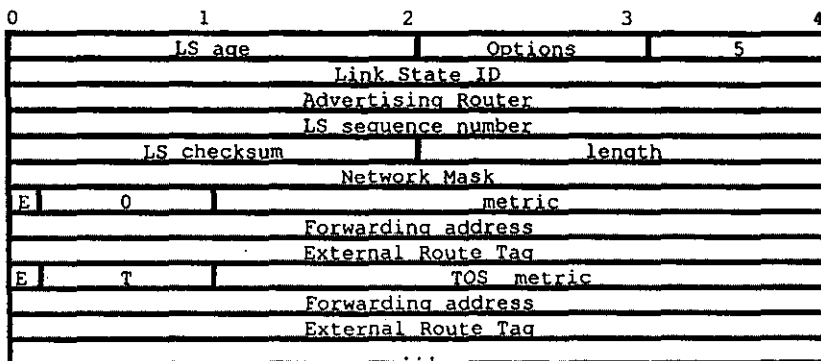 0 1 2 3 4
LS age Options 5
Link State ID
Advertising Router
LS sequence number
LS checksum length
Network Mask
E 0 metric
Forwarding address
External Route Tag
E T TOS metric
Forwarding address
External Route Tag
...